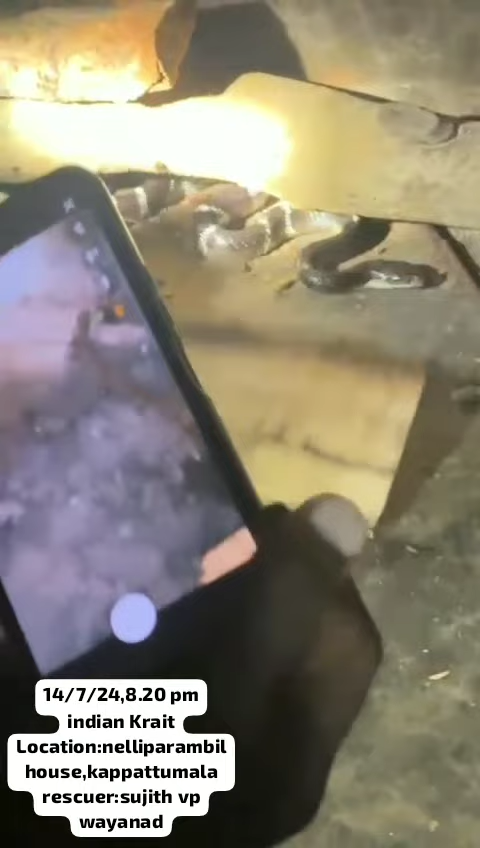 14/7/24,8.20 pm
indian Krait
Location:nelliparambil
house,kappattumala
rescuer:sujith vp
wayanad